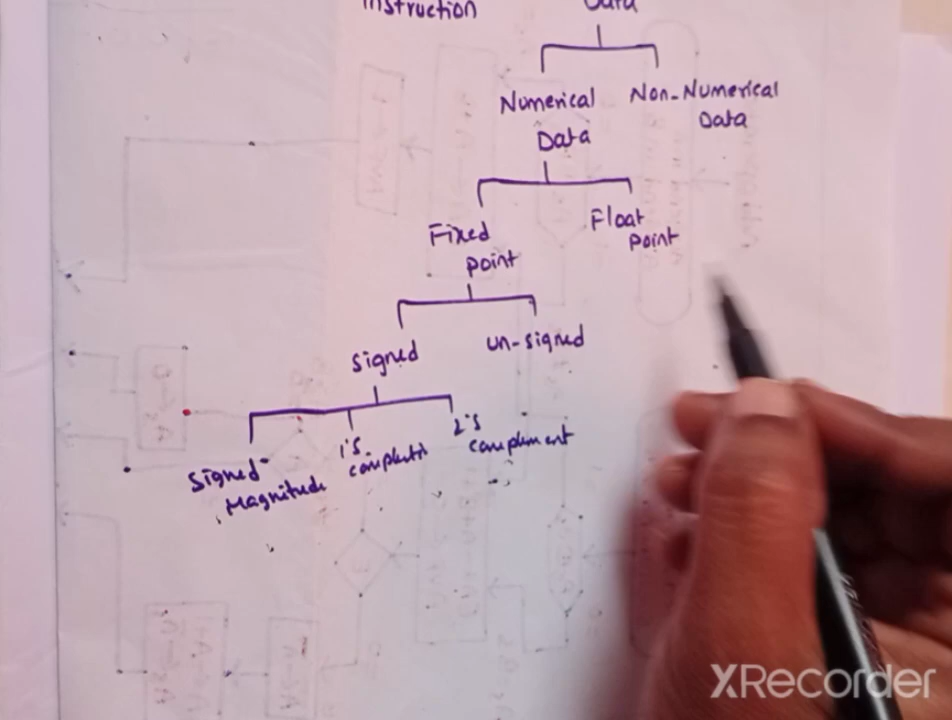 Instruction
Data
Numerical
Data
Non-Numerical
Data
Fixed
point
Float
point
Signed
un-signed
Signed
Magnitude
1's
2's
complement
XRecorder